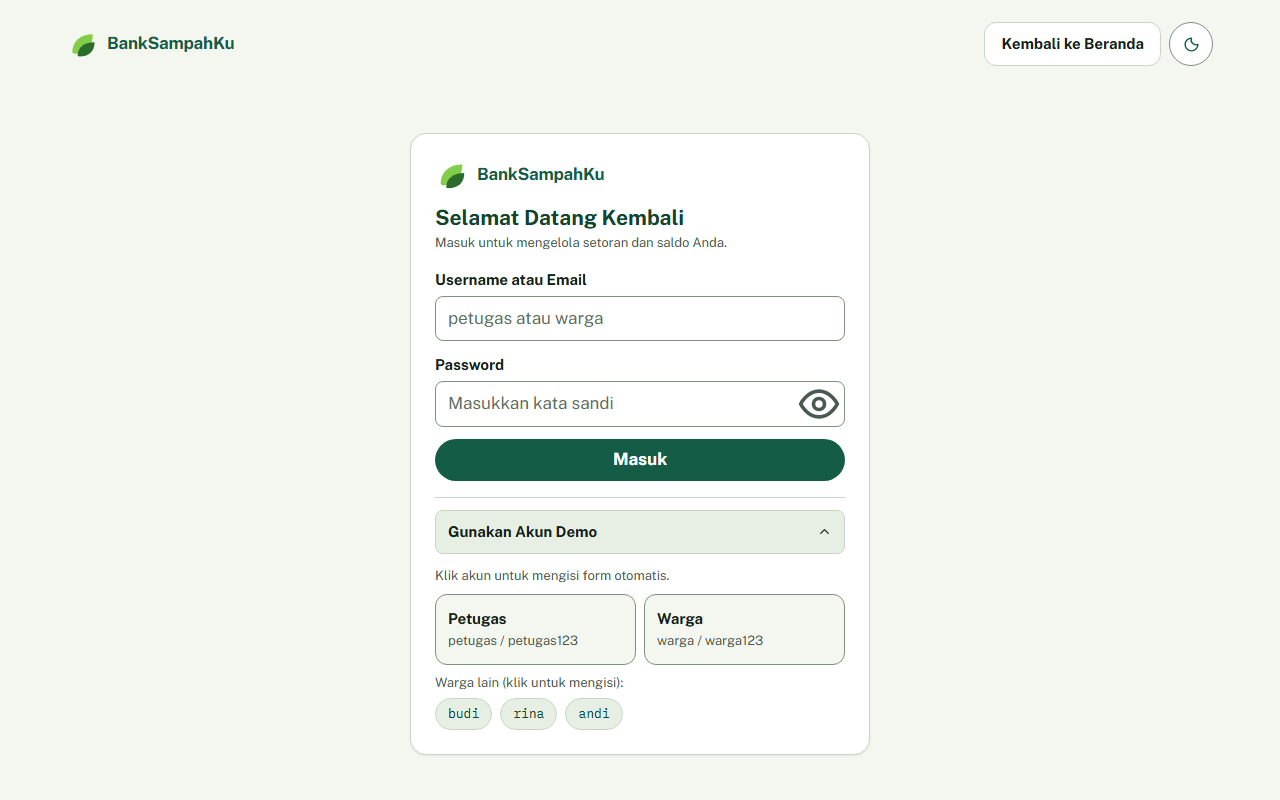 BankSampahKu
Kembali ke Beranda
BankSampahKu
Selamat Datang Kembali
Masuk untuk mengelola setoran dan saldo Anda.
Username atau Email
petugas atau warga
Password
Masukkan kata sandi
Masuk
Gunakan Akun Demo
Klik akun untuk mengisi form otomatis.
Petugas
petugas / petugas123
Warga
warga / warga123
Warga lain (klik untuk mengisi):
budi
rina
andi